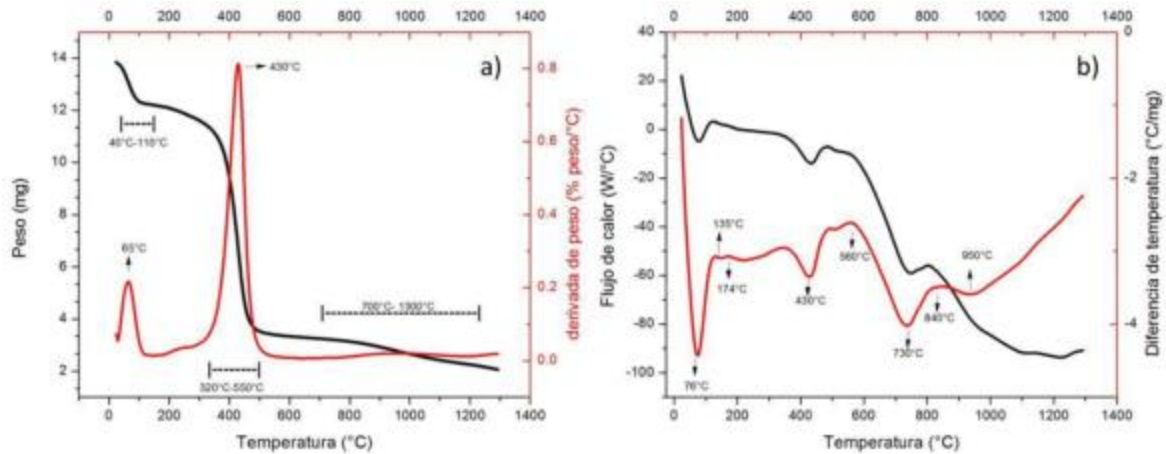 0 200 400 600 800 1000 1200 1400
a)
430°C
14
12
10
8
6
4
2
40°C-110°C
65°C
700°C- 1300°C
320°C-550°C
0.8
0.6
0.4
0.2
0.0
Peso (mg)
derivada de peso (% peso/°C)
0 200 400 600 800 1000 1200 1400
Temperatura (°C)
0 200 400 600 800 1000 1200 1400
b)
40
20
0
-20
-40
-60
-80
-100
135°C
174°C
430°C
560°C
950°C
840°C
730°C
76°C
0
-2
-4
Flujo de calor (W/°C)
Diferencia de temperatura (°C/mg)
0 200 400 600 800 1000 1200 1400
Temperatura (°C)